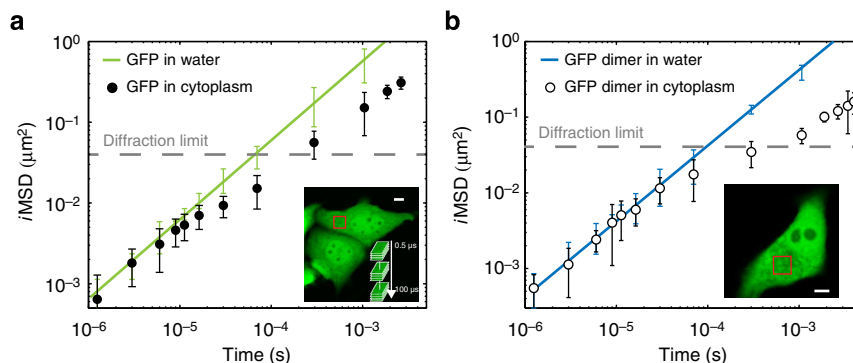 a
GFP in water
GFP in cytoplasm
Diffraction limit
iMSD (μm²)
10⁰
10⁻¹
10⁻²
10⁻³
0.5 μs
100 μs
10⁻⁶
10⁻⁵
10⁻⁴
10⁻³
Time (s)
b
GFP dimer in water
GFP dimer in cytoplasm
Diffraction limit
iMSD (μm²)
10⁰
10⁻¹
10⁻²
10⁻³
10⁻⁶
10⁻⁵
10⁻⁴
10⁻³
Time (s)